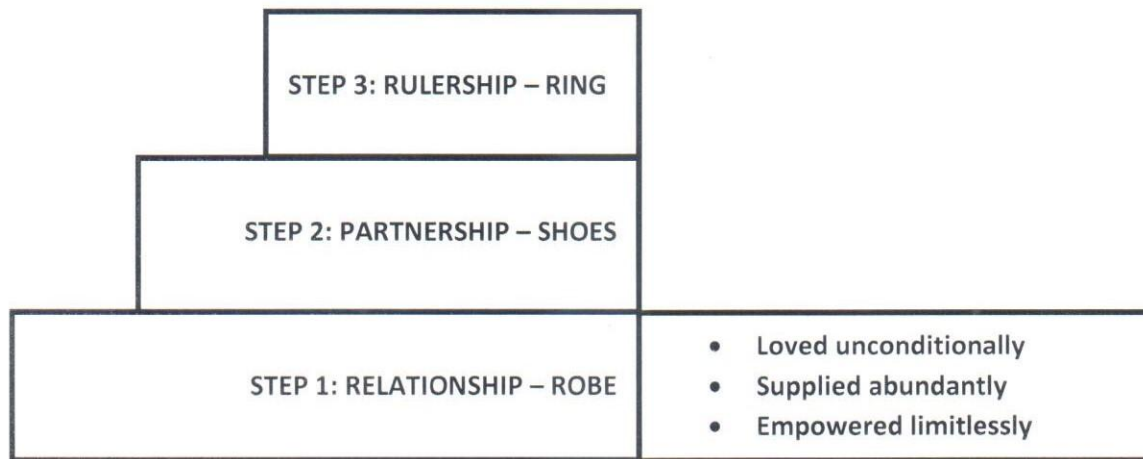 STEP 3: RULERSHIP – RING
STEP 2: PARTNERSHIP – SHOES
STEP 1: RELATIONSHIP – ROBE
• Loved unconditionally
• Supplied abundantly
• Empowered limitlessly